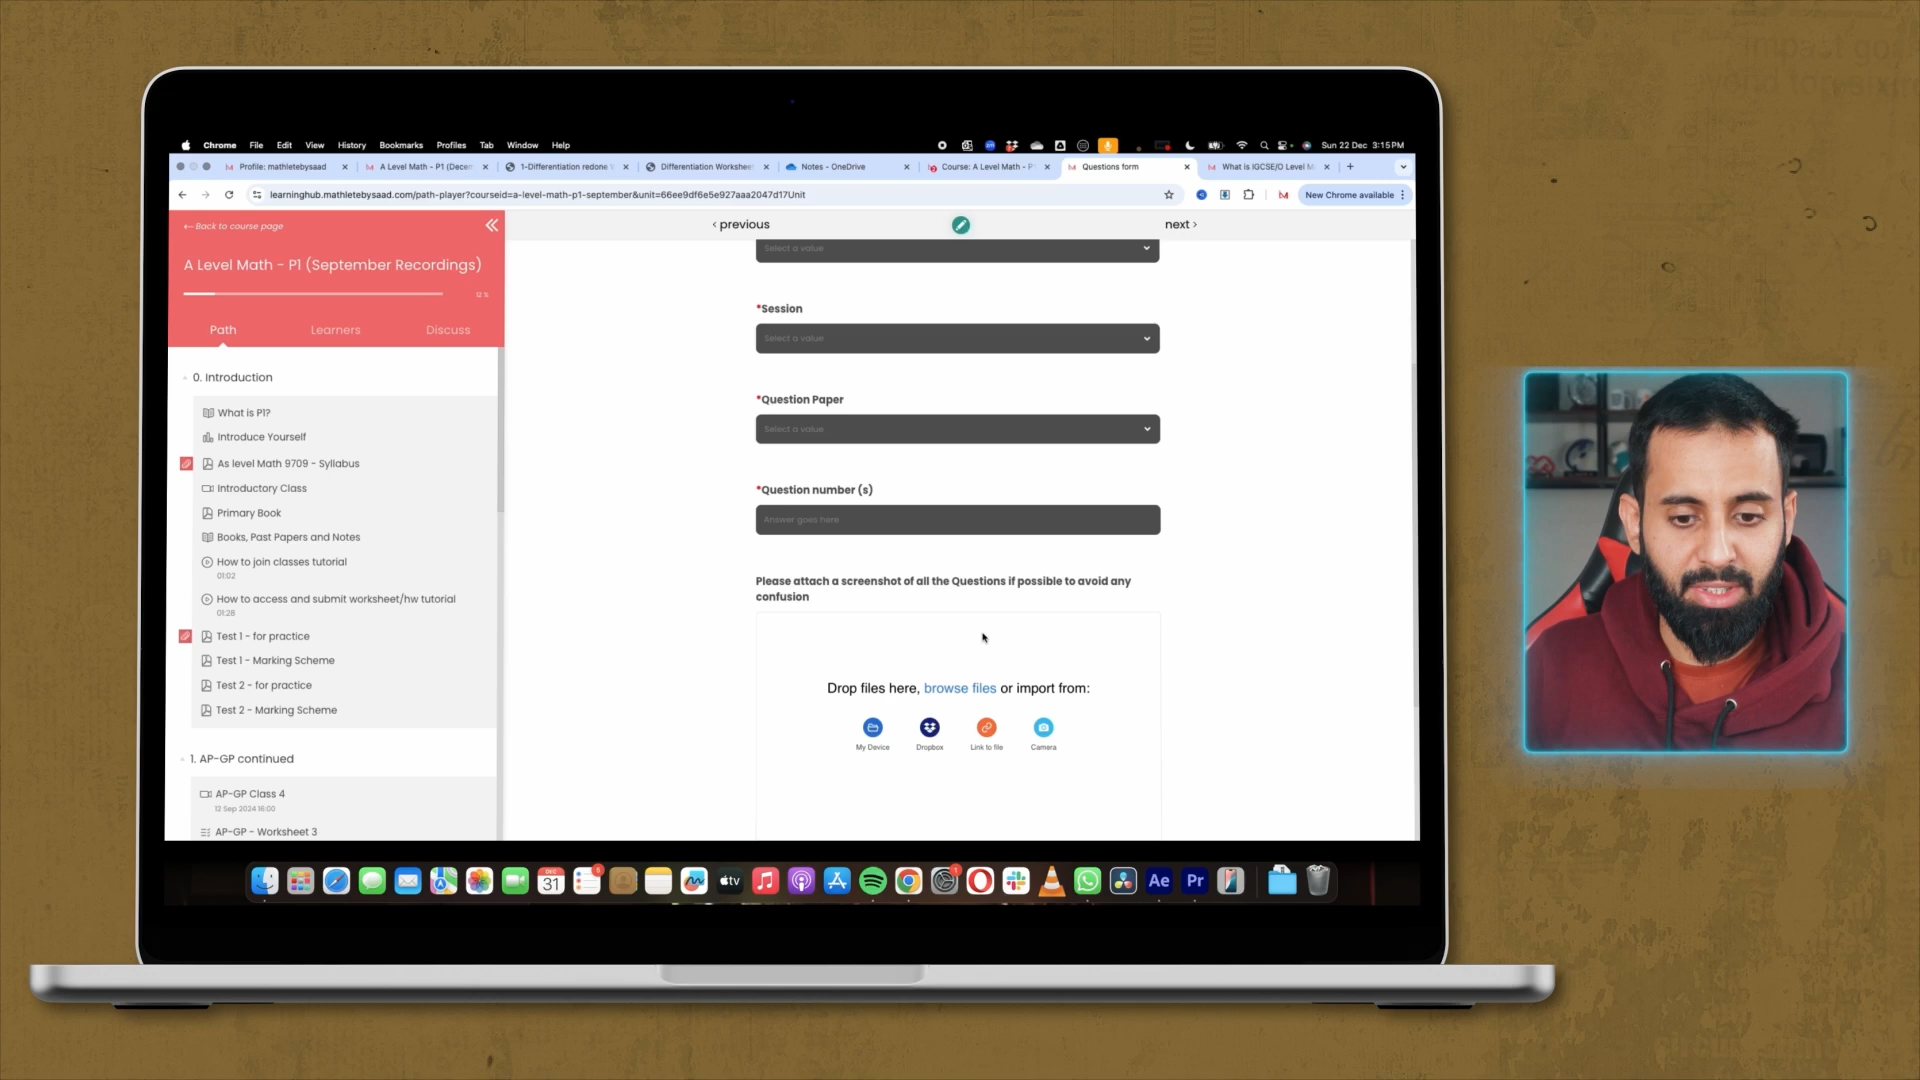 Chrome File Edit View History Bookmarks Profiles Tab Window Help
Sun 22 Dec 3:15 PM
Profile: mathletebysaad
A Level Math - P1 (Decem
1-Differentiation redone
Differentiation Workshee
Notes - OneDrive
Course: A Level Math - P
Questions form
What is IGCSE/O Level M
learninghub.mathletebysaad.com/path-player?courseid=a-level-math-p1-september&unit=66ee9df6e5e927aaa2047d17Unit
New Chrome available
←Back to course page
A Level Math - P1 (September Recordings)
12 %
Path Learners Discuss
0. Introduction
What is P1?
Introduce Yourself
As level Math 9709 - Syllabus
Introductory Class
Primary Book
Books, Past Papers and Notes
How to join classes tutorial
01:02
How to access and submit worksheet/hw tutorial
01:28
Test 1 - for practice
Test 1 - Marking Scheme
Test 2 - for practice
Test 2 - Marking Scheme
1. AP-GP continued
AP-GP Class 4
AP-GP - Worksheet 3
‹ previous
next ›
Select a value
*Session
Select a value
*Question Paper
Select a value
*Question number (s)
Answer goes here
Please attach a screenshot of all the Questions if possible to avoid any
confusion
Drop files here, browse files or import from:
My Device Dropbox Link to file Camera
DEC
31
tv
Ae
Pr